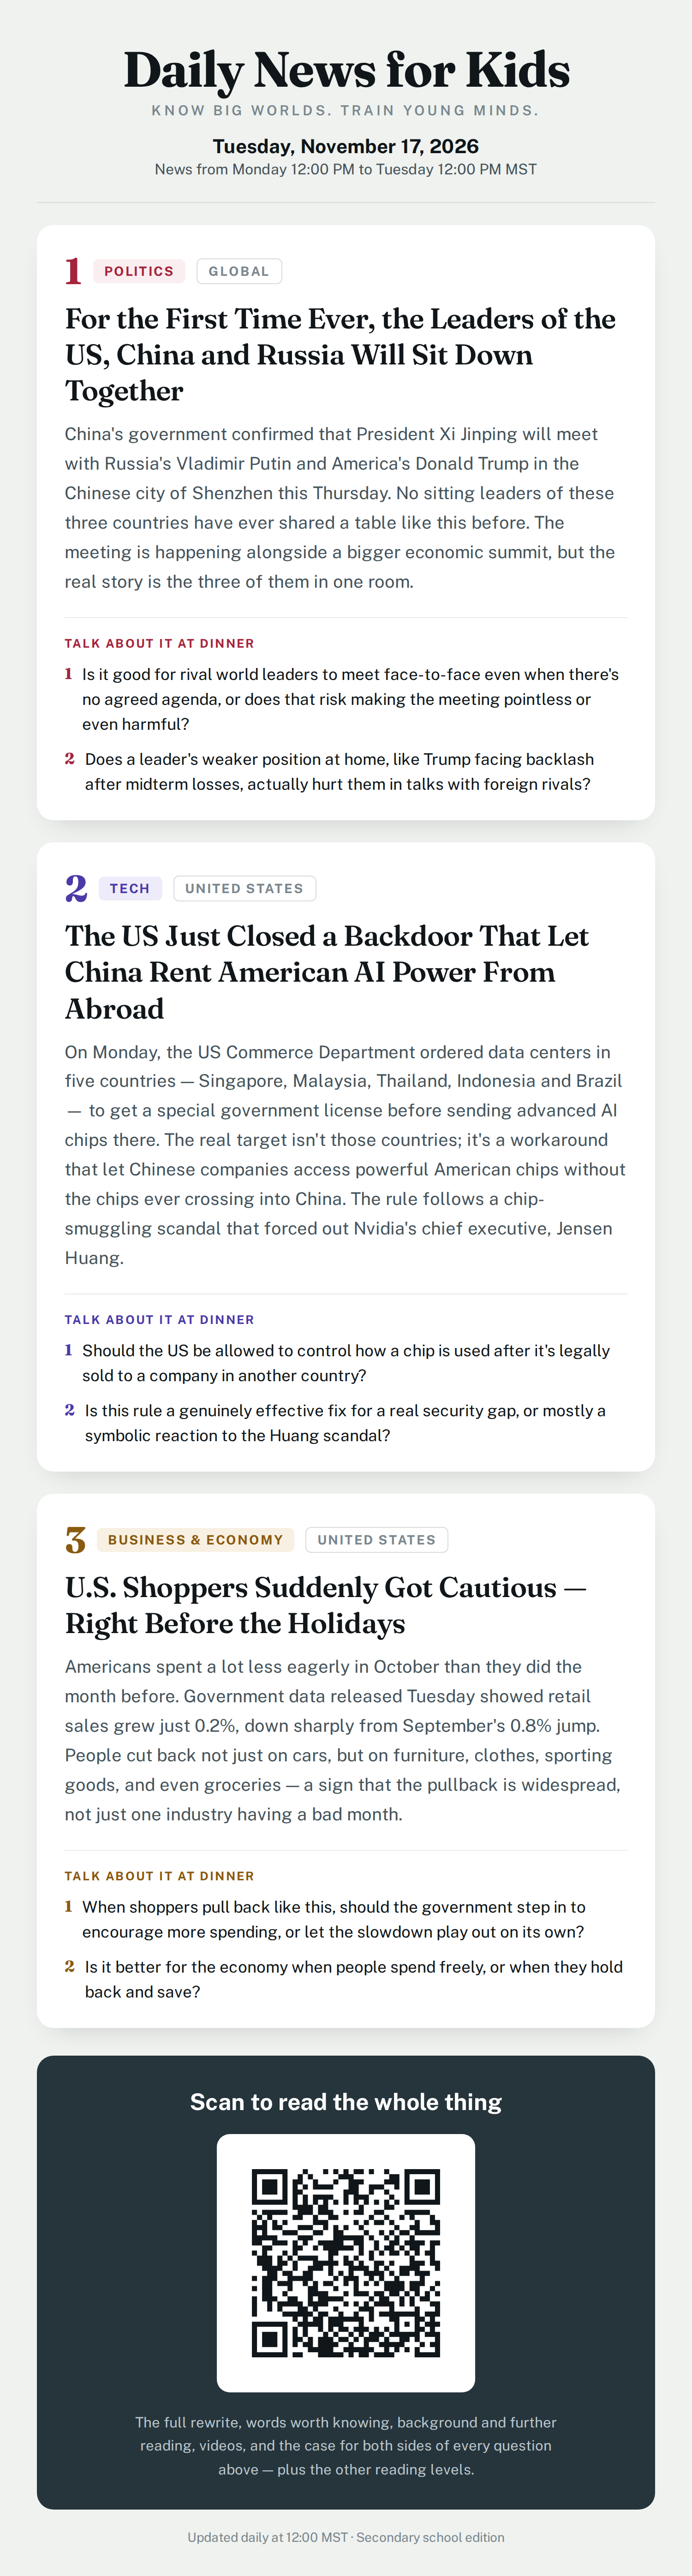 Daily News for Kids
KNOW BIG WORLDS. TRAIN YOUNG MINDS.
Tuesday, November 17, 2026
News from Monday 12:00 PM to Tuesday 12:00 PM MST
1 POLITICS GLOBAL
For the First Time Ever, the Leaders of the
US, China and Russia Will Sit Down
Together
China's government confirmed that President Xi Jinping will meet
with Russia's Vladimir Putin and America's Donald Trump in the
Chinese city of Shenzhen this Thursday. No sitting leaders of these
three countries have ever shared a table like this before. The
meeting is happening alongside a bigger economic summit, but the
real story is the three of them in one room.
TALK ABOUT IT AT DINNER
1 Is it good for rival world leaders to meet face-to-face even when there's
no agreed agenda, or does that risk making the meeting pointless or
even harmful?
2 Does a leader's weaker position at home, like Trump facing backlash
after midterm losses, actually hurt them in talks with foreign rivals?
2 TECH UNITED STATES
The US Just Closed a Backdoor That Let
China Rent American AI Power From
Abroad
On Monday, the US Commerce Department ordered data centers in
five countries — Singapore, Malaysia, Thailand, Indonesia and Brazil
— to get a special government license before sending advanced AI
chips there. The real target isn't those countries; it's a workaround
that let Chinese companies access powerful American chips without
the chips ever crossing into China. The rule follows a chip-
smuggling scandal that forced out Nvidia's chief executive, Jensen
Huang.
TALK ABOUT IT AT DINNER
1 Should the US be allowed to control how a chip is used after it's legally
sold to a company in another country?
2 Is this rule a genuinely effective fix for a real security gap, or mostly a
symbolic reaction to the Huang scandal?
3 BUSINESS & ECONOMY UNITED STATES
U.S. Shoppers Suddenly Got Cautious —
Right Before the Holidays
Americans spent a lot less eagerly in October than they did the
month before. Government data released Tuesday showed retail
sales grew just 0.2%, down sharply from September's 0.8% jump.
People cut back not just on cars, but on furniture, clothes, sporting
goods, and even groceries — a sign that the pullback is widespread,
not just one industry having a bad month.
TALK ABOUT IT AT DINNER
1 When shoppers pull back like this, should the government step in to
encourage more spending, or let the slowdown play out on its own?
2 Is it better for the economy when people spend freely, or when they hold
back and save?
Scan to read the whole thing
The full rewrite, words worth knowing, background and further
reading, videos, and the case for both sides of every question
above — plus the other reading levels.
Updated daily at 12:00 MST · Secondary school edition